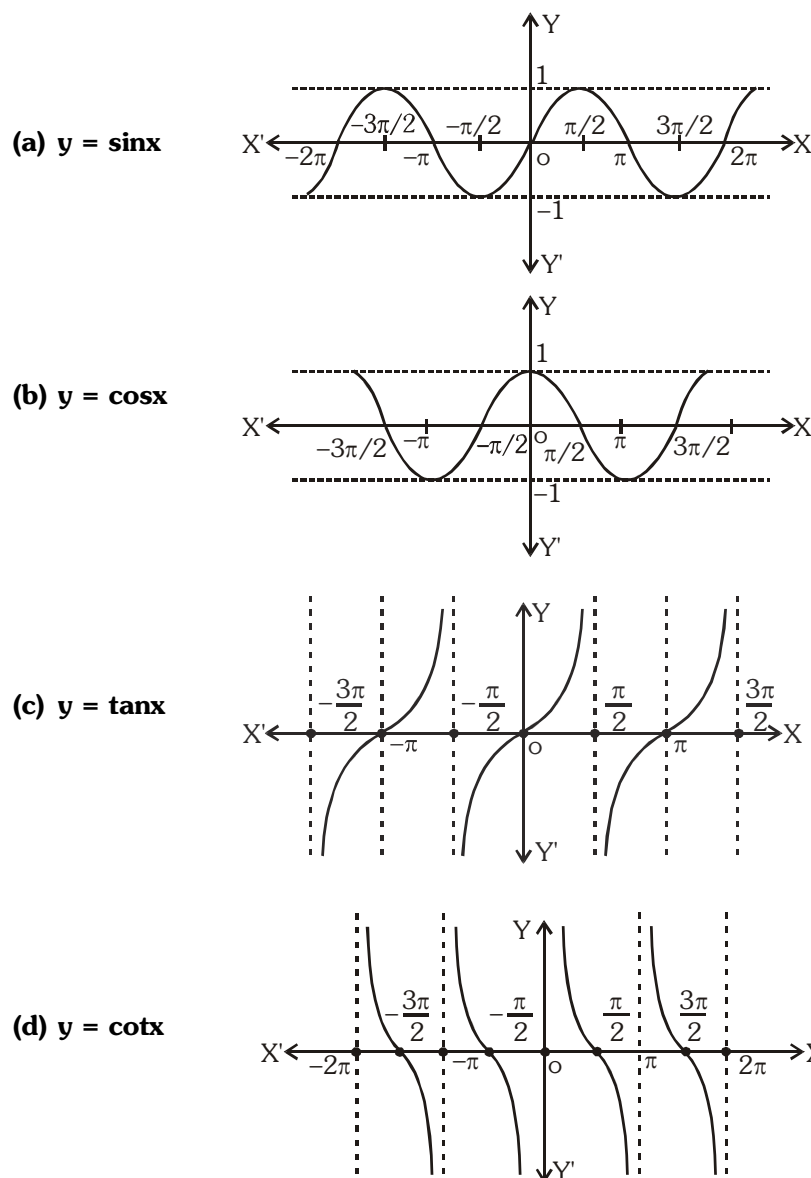 Y
1
(a) y = sinx
X' −2π −3π/2 −π −π/2 o π/2 π 3π/2 2π X
−1
Y'
Y
1
(b) y = cosx
X' −3π/2 −π −π/2 o π/2 π 3π/2 X
−1
Y'
Y
(c) y = tanx
X' −3π/2 −π −π/2 o π/2 π 3π/2 X
Y'
Y
(d) y = cotx
X' −2π −3π/2 −π −π/2 o π/2 π 3π/2 2π
Y'